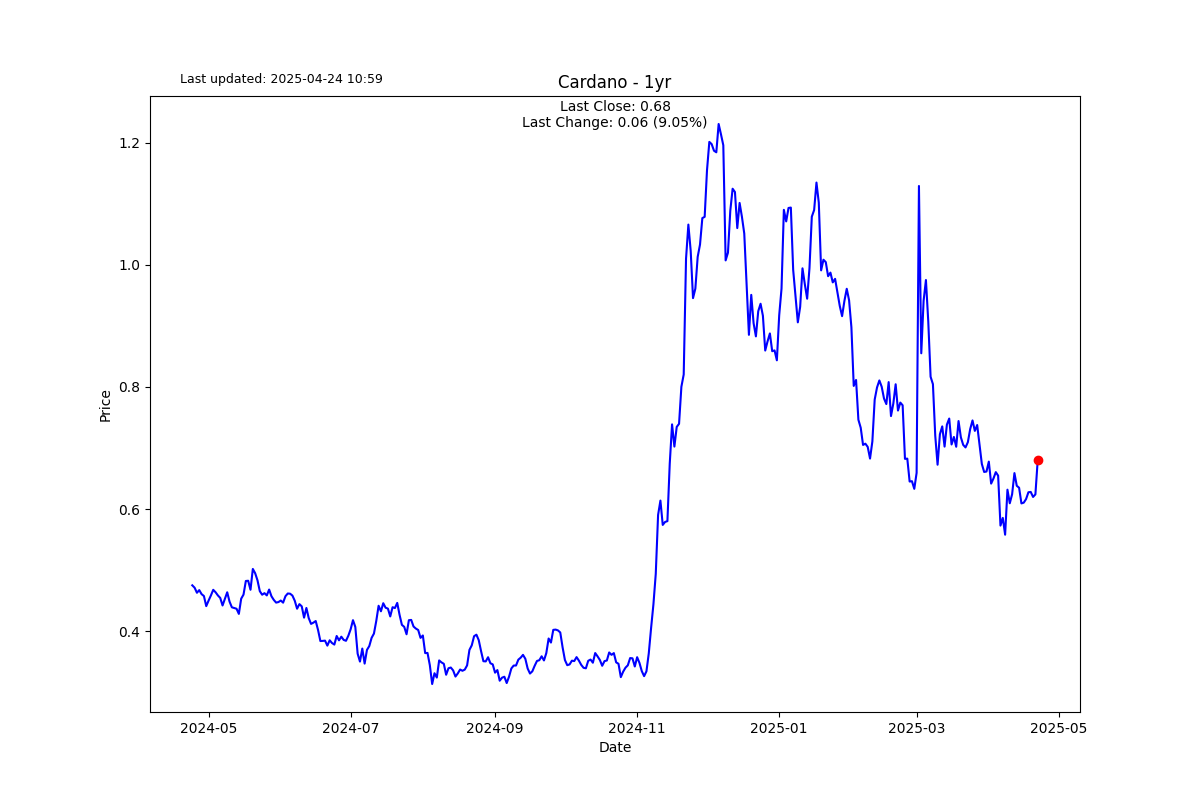 Last updated: 2025-04-24 10:59
Cardano - 1yr
Last Close: 0.68
Last Change: 0.06 (9.05%)
1.2
1.0
0.8
0.6
0.4
Price
2024-05
2024-07
2024-09
2024-11
2025-01
2025-03
2025-05
Date